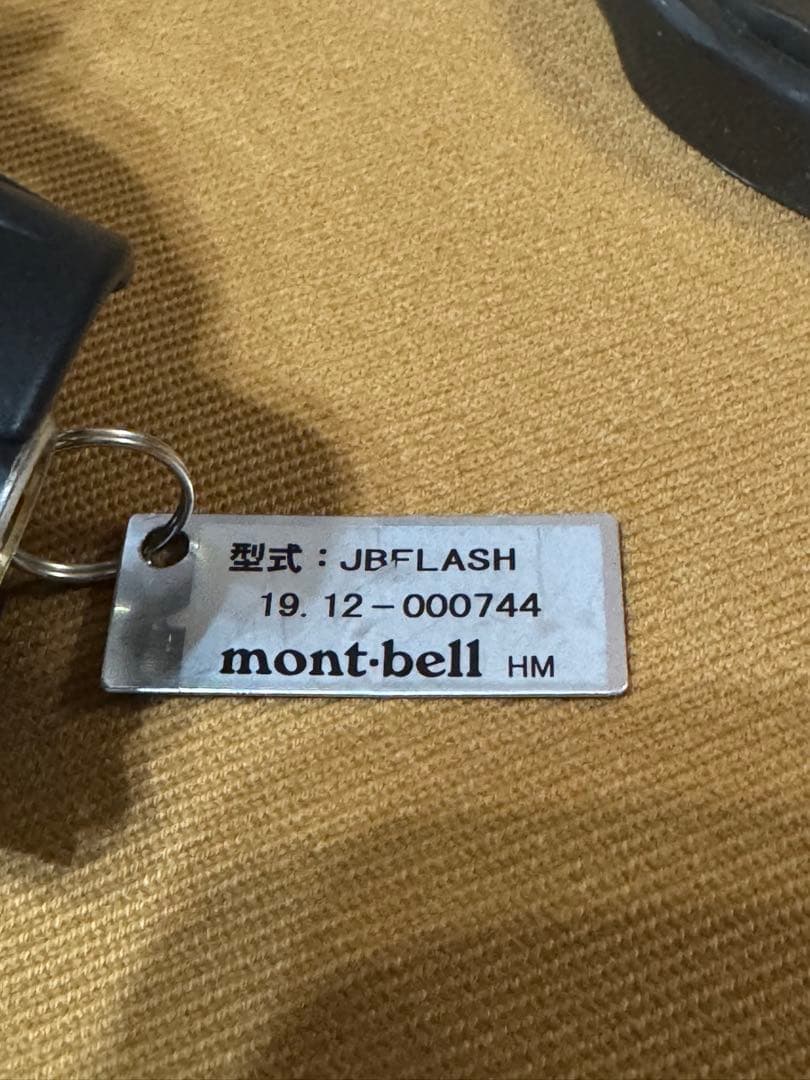 型式：JBFLASH
19. 12－000744
mont·bell HM